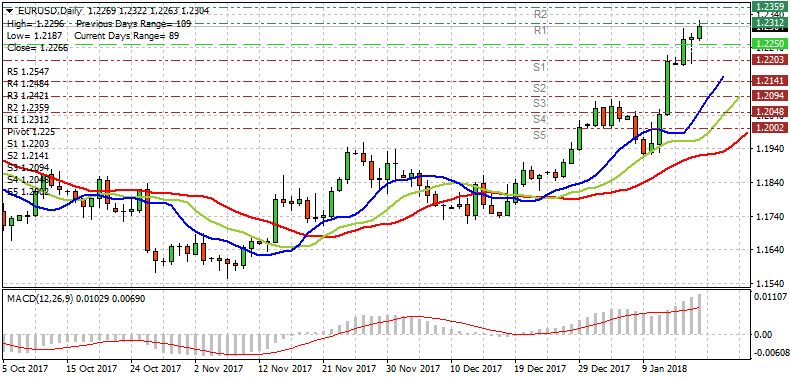 EURUSD,Daily 1.2269 1.2322 1.2263 1.2304
High= 1.2296 Previous Days Range= 109
Low= 1.2187 Current Days Range= 89
Close= 1.2266
R5 1.2547
R4 1.2484
R3 1.2421
R2 1.2359
R1 1.2312
Pivot 1.225
S1 1.2203
S2 1.2141
S3 1.2094
S4 1.2048
S5 1.2002
R2
R1
S1
S2
S3
S4
S5
1.2359
1.2312
1.2250
1.2203
1.2141
1.2094
1.2048
1.2002
1.1940
1.1840
1.1740
1.1640
1.1540
MACD(12,26,9) 0.01029 0.00690
0.01107
0.00
-0.00608
5 Oct 2017
15 Oct 2017
24 Oct 2017
2 Nov 2017
12 Nov 2017
21 Nov 2017
30 Nov 2017
10 Dec 2017
19 Dec 2017
29 Dec 2017
9 Jan 2018